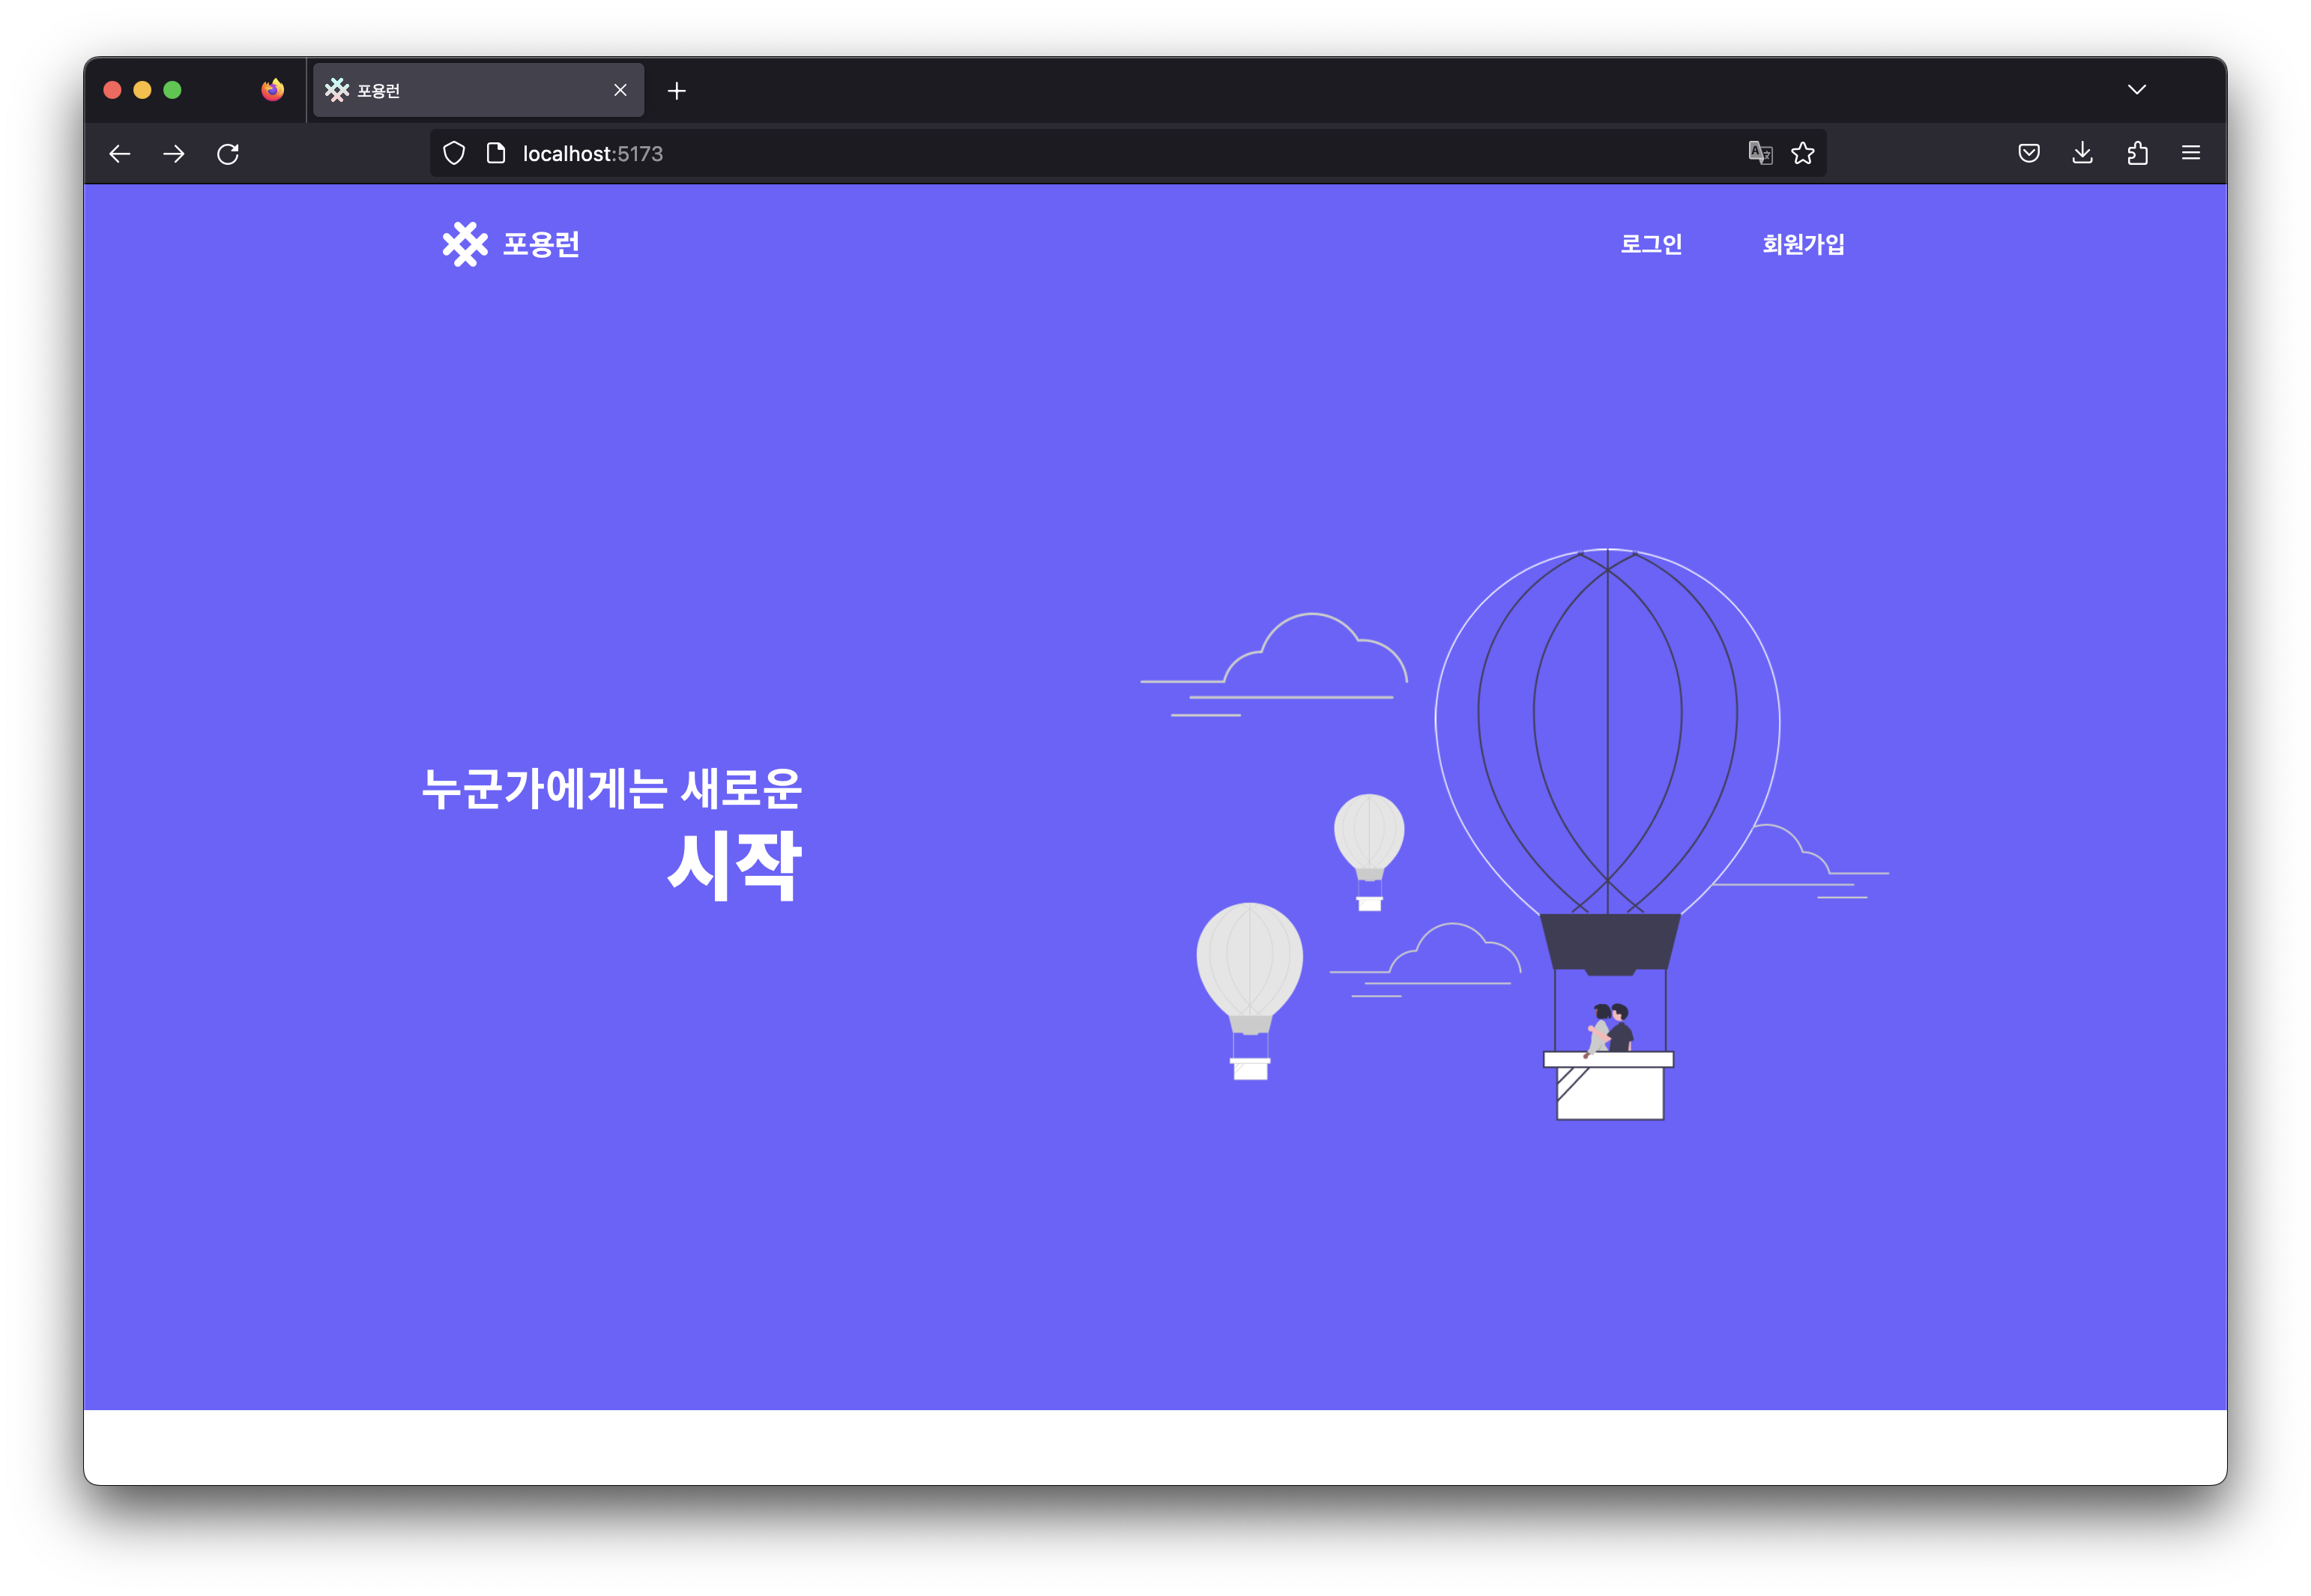 포용런
localhost:5173
포용런
로그인 회원가입
누군가에게는 새로운
시작